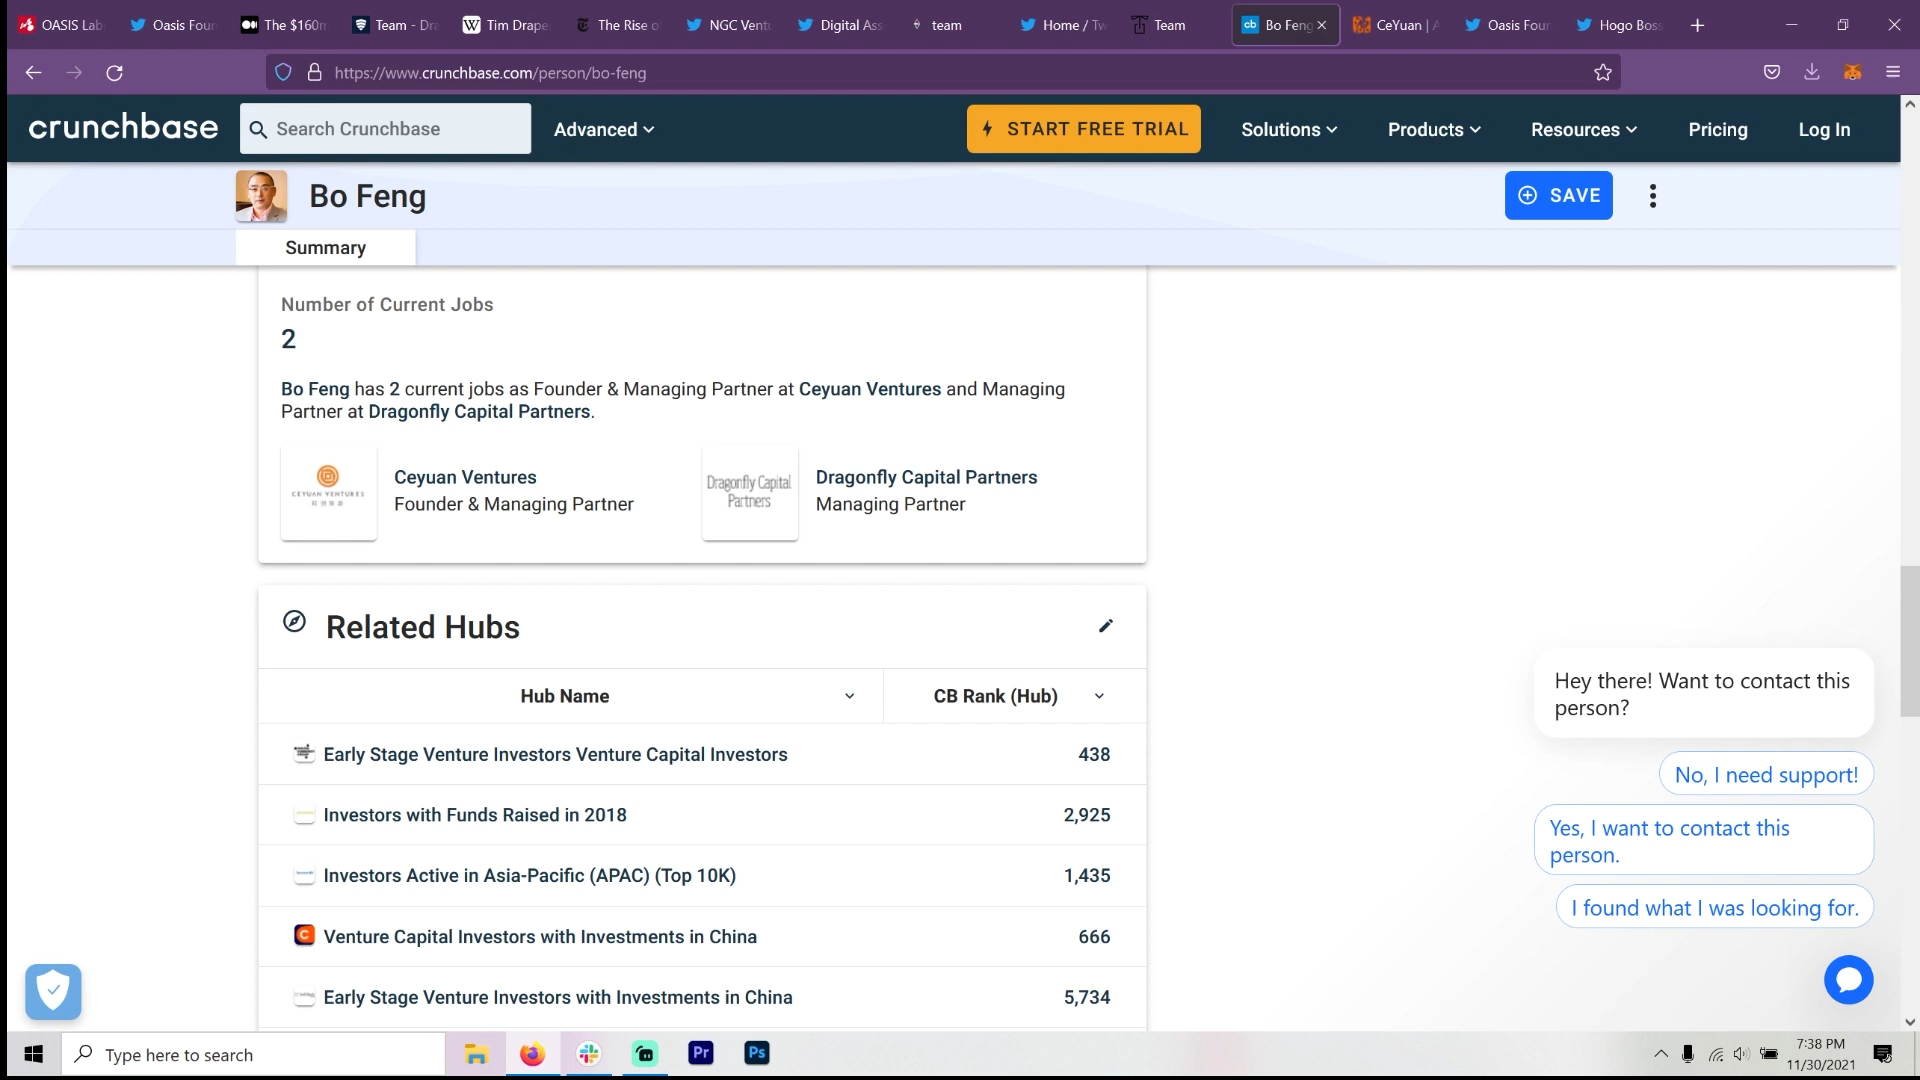 OASIS Lab
Oasis Foun
The $160m
Team - Dra
Tim Drape
The Rise o
NGC Ventu
Digital Ass
team
Home / Tw
Team
Bo Feng
CeYuan | A
Oasis Foun
Hogo Boss
https://www.crunchbase.com/person/bo-feng
crunchbase
Search Crunchbase
Advanced
START FREE TRIAL
Solutions
Products
Resources
Pricing
Log In
Bo Feng
SAVE
Summary
Number of Current Jobs
2
Bo Feng has 2 current jobs as Founder & Managing Partner at Ceyuan Ventures and Managing
Partner at Dragonfly Capital Partners.
CEYUAN VENTURES
Ceyuan Ventures
Founder & Managing Partner
Dragonfly Capital
Partners
Dragonfly Capital Partners
Managing Partner
Related Hubs
Hub Name
CB Rank (Hub)
Early Stage Venture Investors Venture Capital Investors
438
Investors with Funds Raised in 2018
2,925
Investors Active in Asia-Pacific (APAC) (Top 10K)
1,435
Venture Capital Investors with Investments in China
666
Early Stage Venture Investors with Investments in China
5,734
Hey there! Want to contact this
person?
No, I need support!
Yes, I want to contact this
person.
I found what I was looking for.
Type here to search
Pr
Ps
7:38 PM
11/30/2021